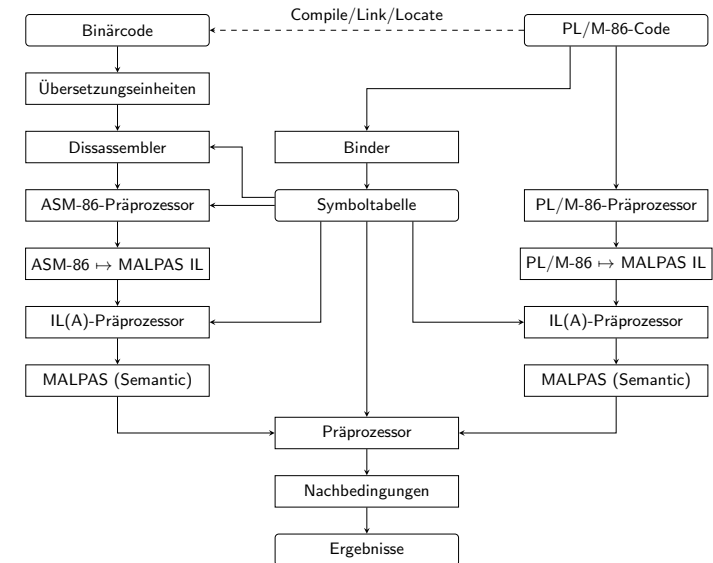 Compile/Link/Locate
Binärcode
PL/M-86-Code
Übersetzungseinheiten
Dissassembler
Binder
ASM-86-Präprozessor
Symboltabelle
PL/M-86-Präprozessor
ASM-86 ↦ MALPAS IL
PL/M-86 ↦ MALPAS IL
IL(A)-Präprozessor
IL(A)-Präprozessor
MALPAS (Semantic)
MALPAS (Semantic)
Präprozessor
Nachbedingungen
Ergebnisse